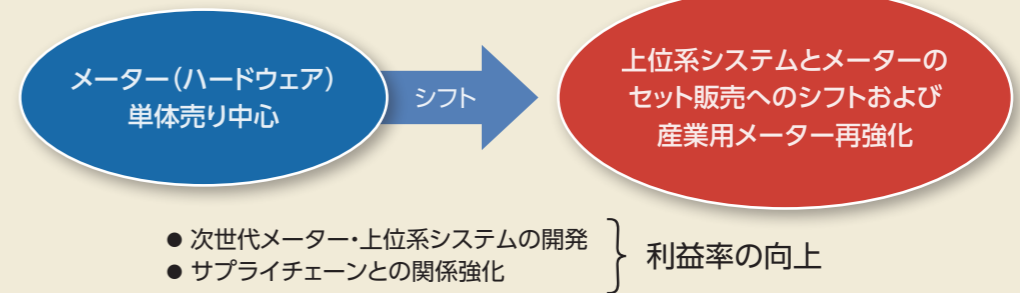 メーター（ハードウェア）
単体売り中心
シフト
上位系システムとメーターの
セット販売へのシフトおよび
産業用メーター再強化
● 次世代メーター・上位系システムの開発
● サプライチェーンとの関係強化
利益率の向上